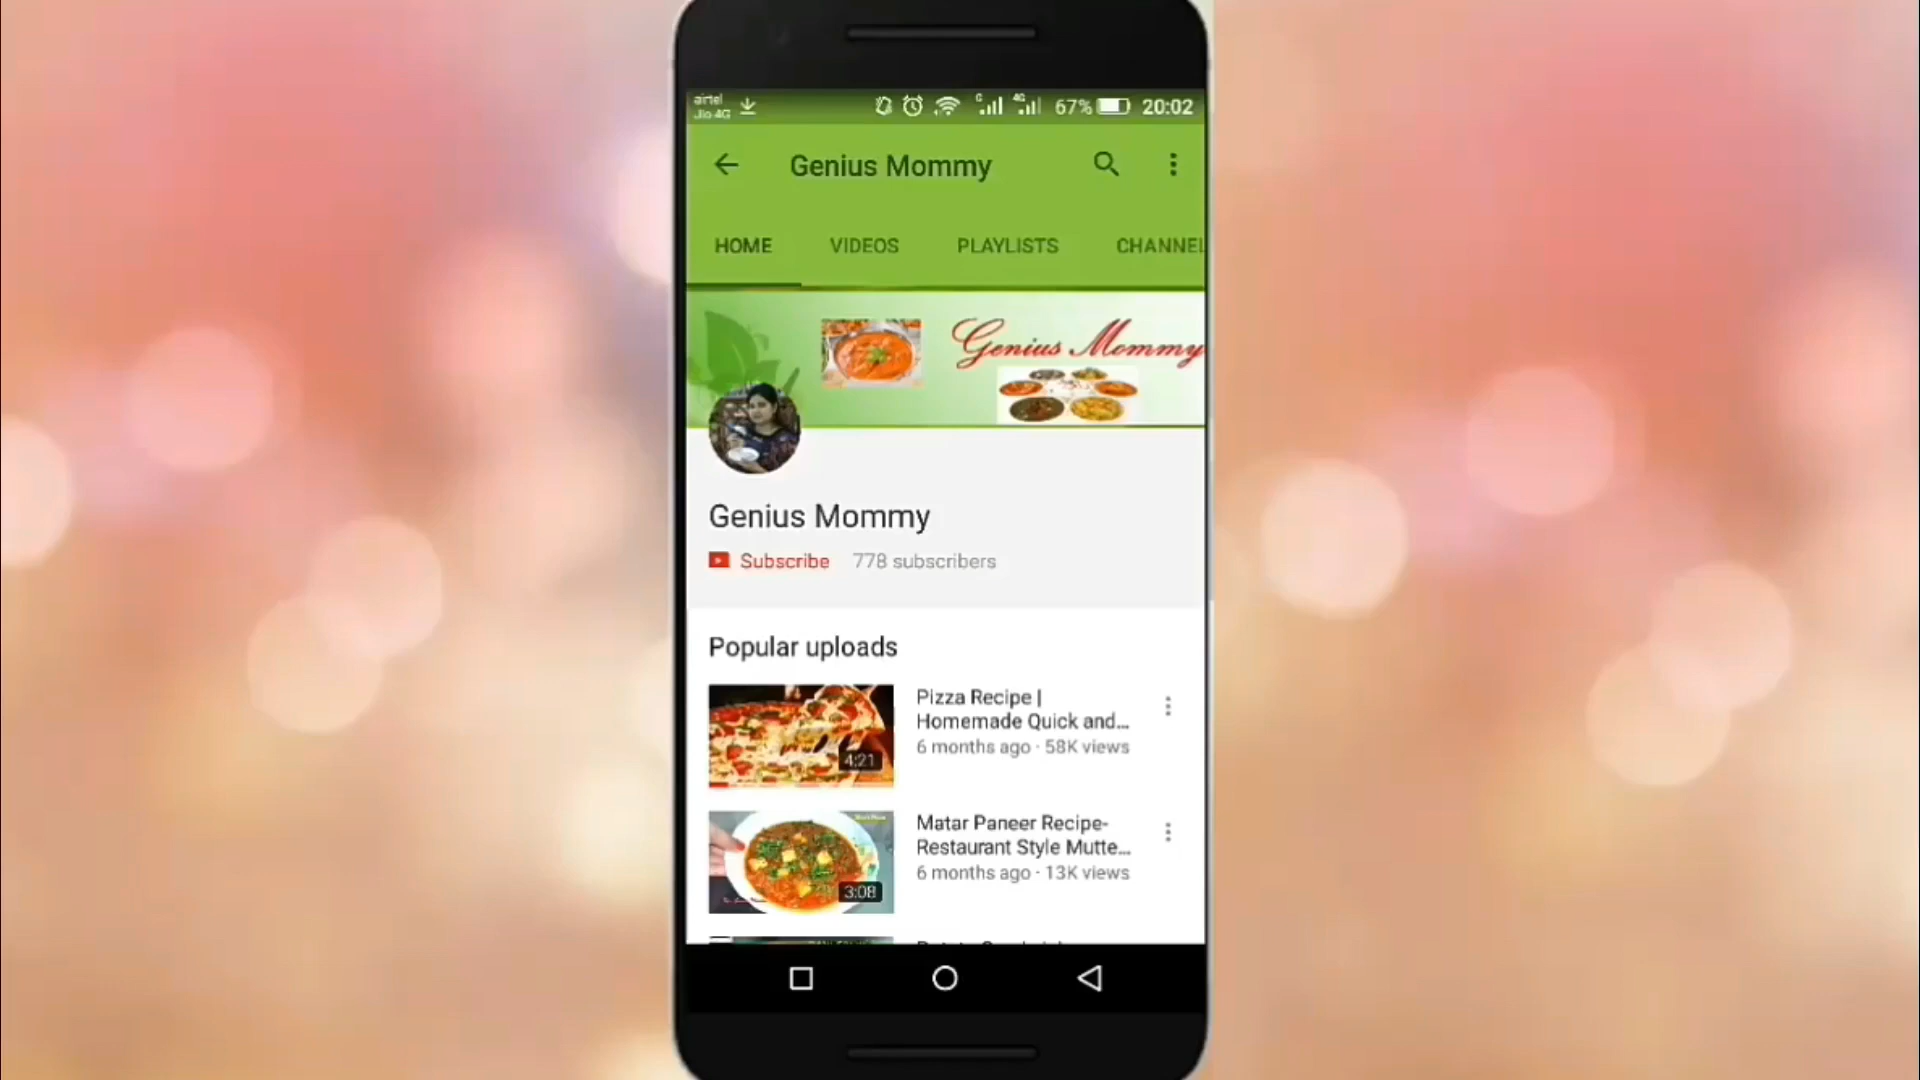 airtel
Jio 4G
G
4G
67%
20:02
Genius Mommy
HOME
VIDEOS
PLAYLISTS
CHANNEL
Genius Mommy
Genius Mommy
Subscribe
778 subscribers
Popular uploads
Pizza Recipe |
Homemade Quick and...
6 months ago · 58K views
4:21
Matar Paneer Recipe-
Restaurant Style Mutte...
6 months ago · 13K views
3:08